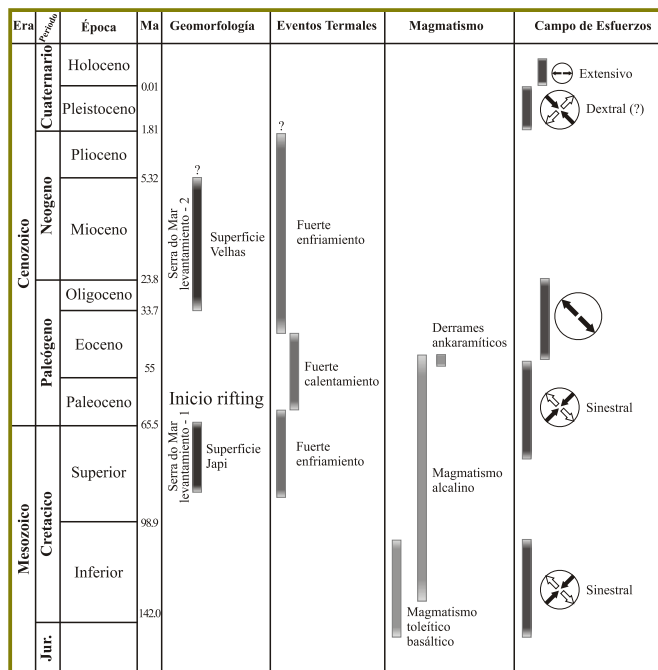 Era Período Época Ma Geomorfología Eventos Termales Magmatismo Campo de Esfuerzos
Cenozoico
Mesozoico
Cuaternario
Neogeno
Paleógeno
Cretacico
Jur.
Holoceno
Pleistoceno
Plioceno
Mioceno
Oligoceno
Eoceno
Paleoceno
Superior
Inferior
0.01
1.81
5.32
23.8
33.7
55
65.5
98.9
142.0
?
Serra do Mar
levantamiento - 2
Superficie
Velhas
Inicio rifting
Serra do Mar
levantamiento - 1
Superficie
Japi
?
Fuerte
enfriamiento
Fuerte
calentamiento
Fuerte
enfriamiento
Derrames
ankaramíticos
Magmatismo
alcalino
Magmatismo
toleítico
basáltico
Extensivo
Dextral (?)
Sinestral
Sinestral